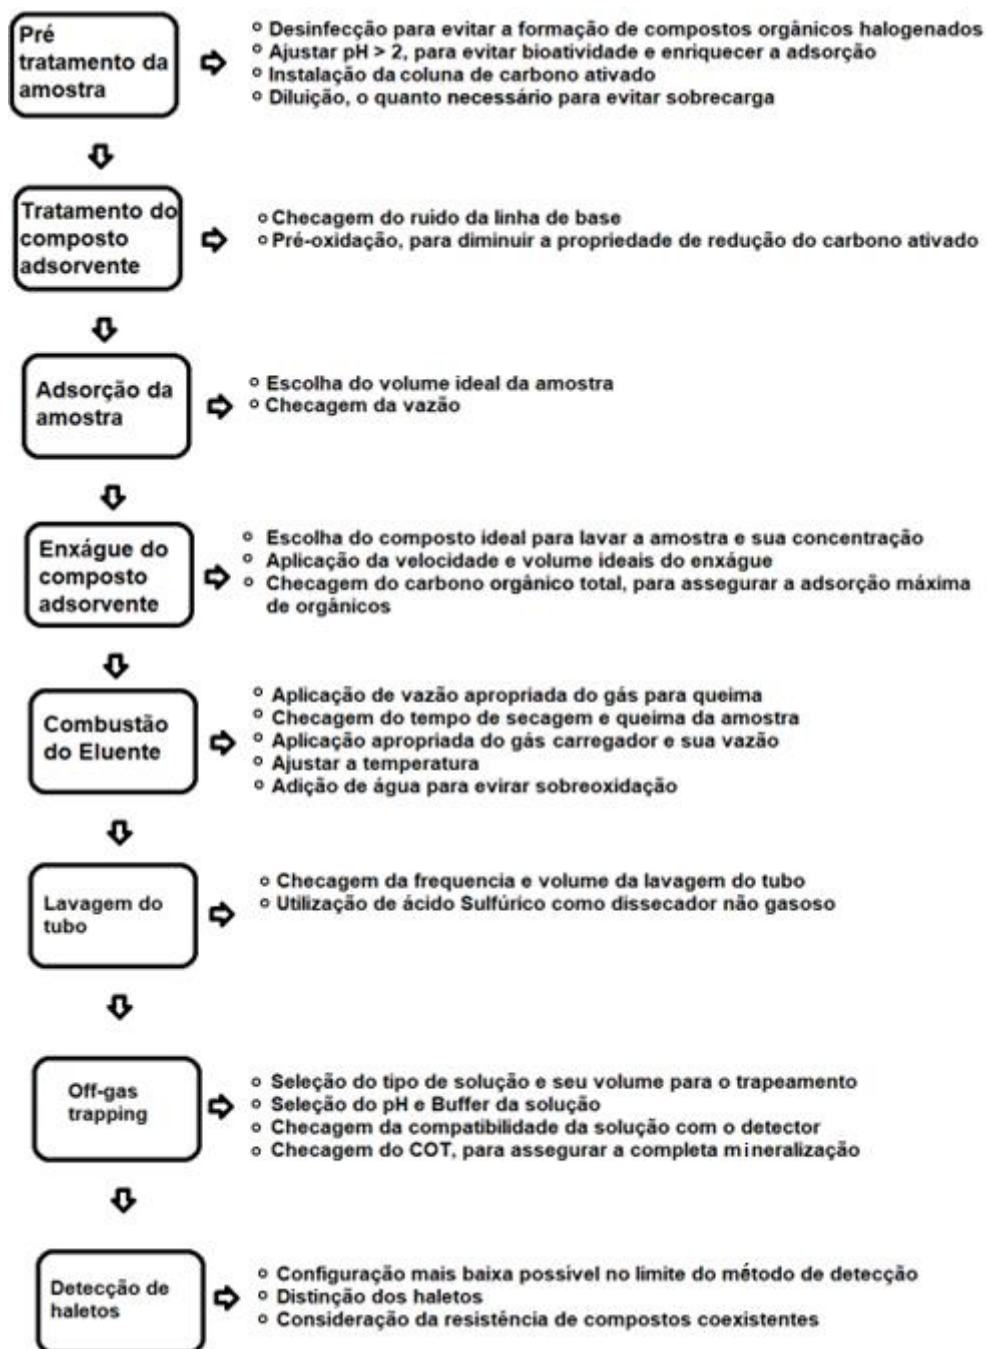 Pré
tratamento da
amostra
Desinfecção para evitar a formação de compostos orgânicos halogenados
Ajustar pH > 2, para evitar bioatividade e enriquecer a adsorção
Instalação da coluna de carbono ativado
Diluição, o quanto necessário para evitar sobrecarga
Tratamento do
composto
adsorvente
Checagem do ruido da linha de base
Pré-oxidação, para diminuir a propriedade de redução do carbono ativado
Adsorção da
amostra
Escolha do volume ideal da amostra
Checagem da vazão
Enxágue do
composto
adsorvente
Escolha do composto ideal para lavar a amostra e sua concentração
Aplicação da velocidade e volume ideais do enxágue
Checagem do carbono orgânico total, para assegurar a adsorção máxima
de orgânicos
Combustão
do Eluente
Aplicação de vazão apropriada do gás para queima
Checagem do tempo de secagem e queima da amostra
Aplicação apropriada do gás carregador e sua vazão
Ajustar a temperatura
Adição de água para evirar sobreoxidação
Lavagem do
tubo
Checagem da frequencia e volume da lavagem do tubo
Utilização de ácido Sulfúrico como dissecador não gasoso
Off-gas
trapping
Seleção do tipo de solução e seu volume para o trapeamento
Seleção do pH e Buffer da solução
Checagem da compatibilidade da solução com o detector
Checagem do COT, para assegurar a completa mineralização
Detecção de
haletos
Configuração mais baixa possível no limite do método de detecção
Distinção dos haletos
Consideração da resistência de compostos coexistentes